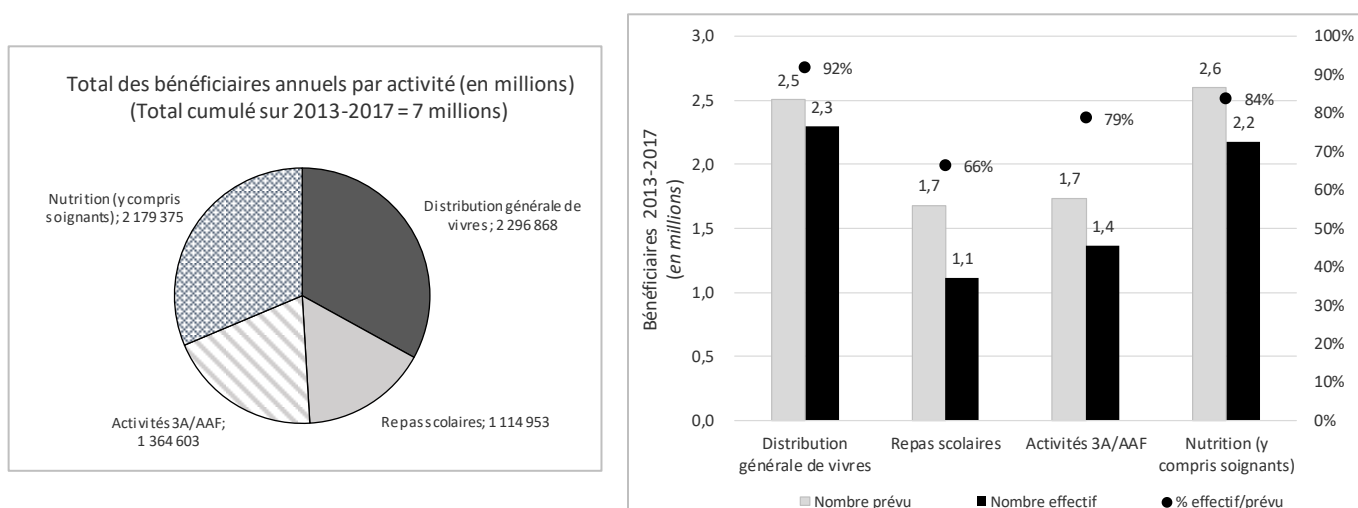 Total des bénéficiaires annuels par activité (en millions)
(Total cumulé sur 2013-2017 = 7 millions)
Nutrition (y compris
soignants); 2 179 375
Distribution générale de
vivres ; 2 296 868
Activités 3A/AAF;
1 364 603
Repas scolaires; 1 114 953
Bénéficiaires 2013-2017
(en millions)
3,0
2,5
2,0
1,5
1,0
0,5
0,0
100%
90%
80%
70%
60%
50%
40%
30%
20%
10%
0%
2,5
92%
2,3
1,7
66%
1,1
1,7
79%
1,4
2,6
84%
2,2
Distribution
générale de vivres
Repas scolaires
Activités 3A/AAF
Nutrition (y
compris soignants)
Nombre prévu
Nombre effectif
% effectif/prévu